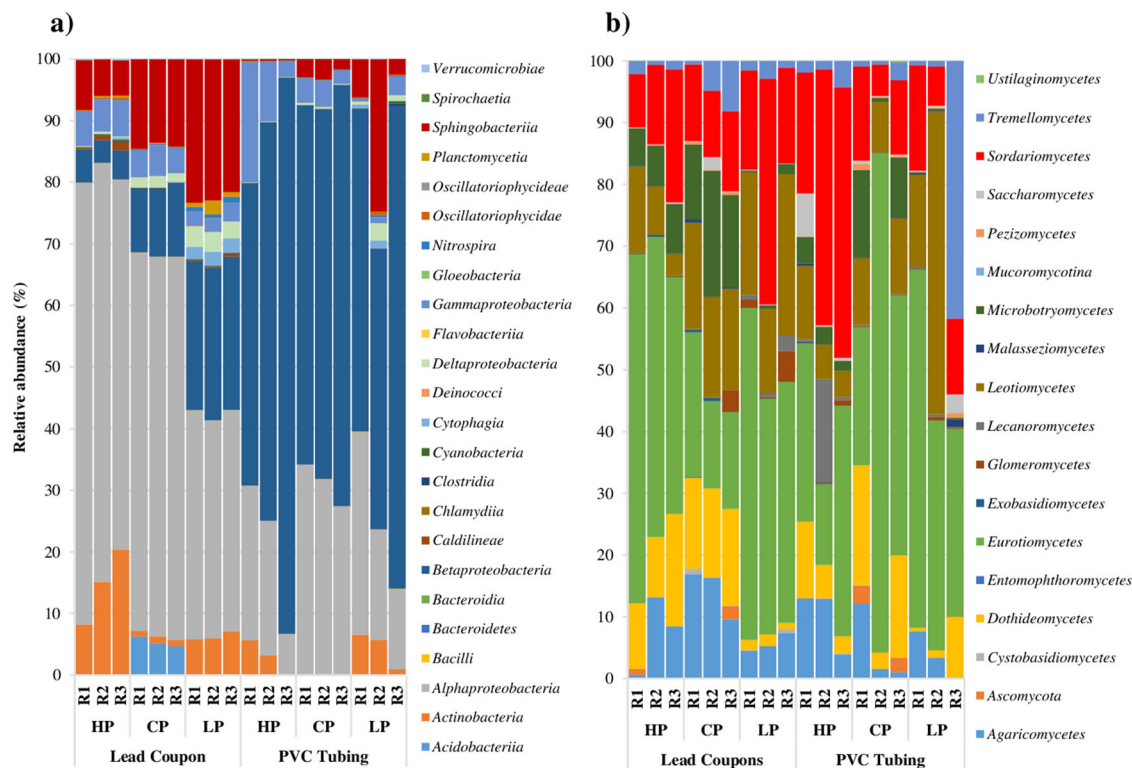 a)
Relative abundance (%)
100
90
80
70
60
50
40
30
20
10
0
R1 R2 R3 R1 R2 R3 R1 R2 R3 R1 R2 R3 R1 R2 R3 R1 R2 R3
HP CP LP HP CP LP
Lead Coupon PVC Tubing
Verrucomicrobiae
Spirochaetia
Sphingobacteriia
Planctomycetia
Oscillatoriophycideae
Oscillatoriophycidae
Nitrospira
Gloeobacteria
Gammaproteobacteria
Flavobacteriia
Deltaproteobacteria
Deinococci
Cytophagia
Cyanobacteria
Clostridia
Chlamydiia
Caldilineae
Betaproteobacteria
Bacteroidia
Bacteroidetes
Bacilli
Alphaproteobacteria
Actinobacteria
Acidobacteriia
b)
100
90
80
70
60
50
40
30
20
10
0
R1 R2 R3 R1 R2 R3 R1 R2 R3 R1 R2 R3 R1 R2 R3 R1 R2 R3
HP CP LP HP CP LP
Lead Coupons PVC Tubing
Ustilaginomycetes
Tremellomycetes
Sordariomycetes
Saccharomycetes
Pezizomycetes
Mucoromycotina
Microbotryomycetes
Malasseziomycetes
Leotiomycetes
Lecanoromycetes
Glomeromycetes
Exobasidiomycetes
Eurotiomycetes
Entomophthoromycetes
Dothideomycetes
Cystobasidiomycetes
Ascomycota
Agaricomycetes